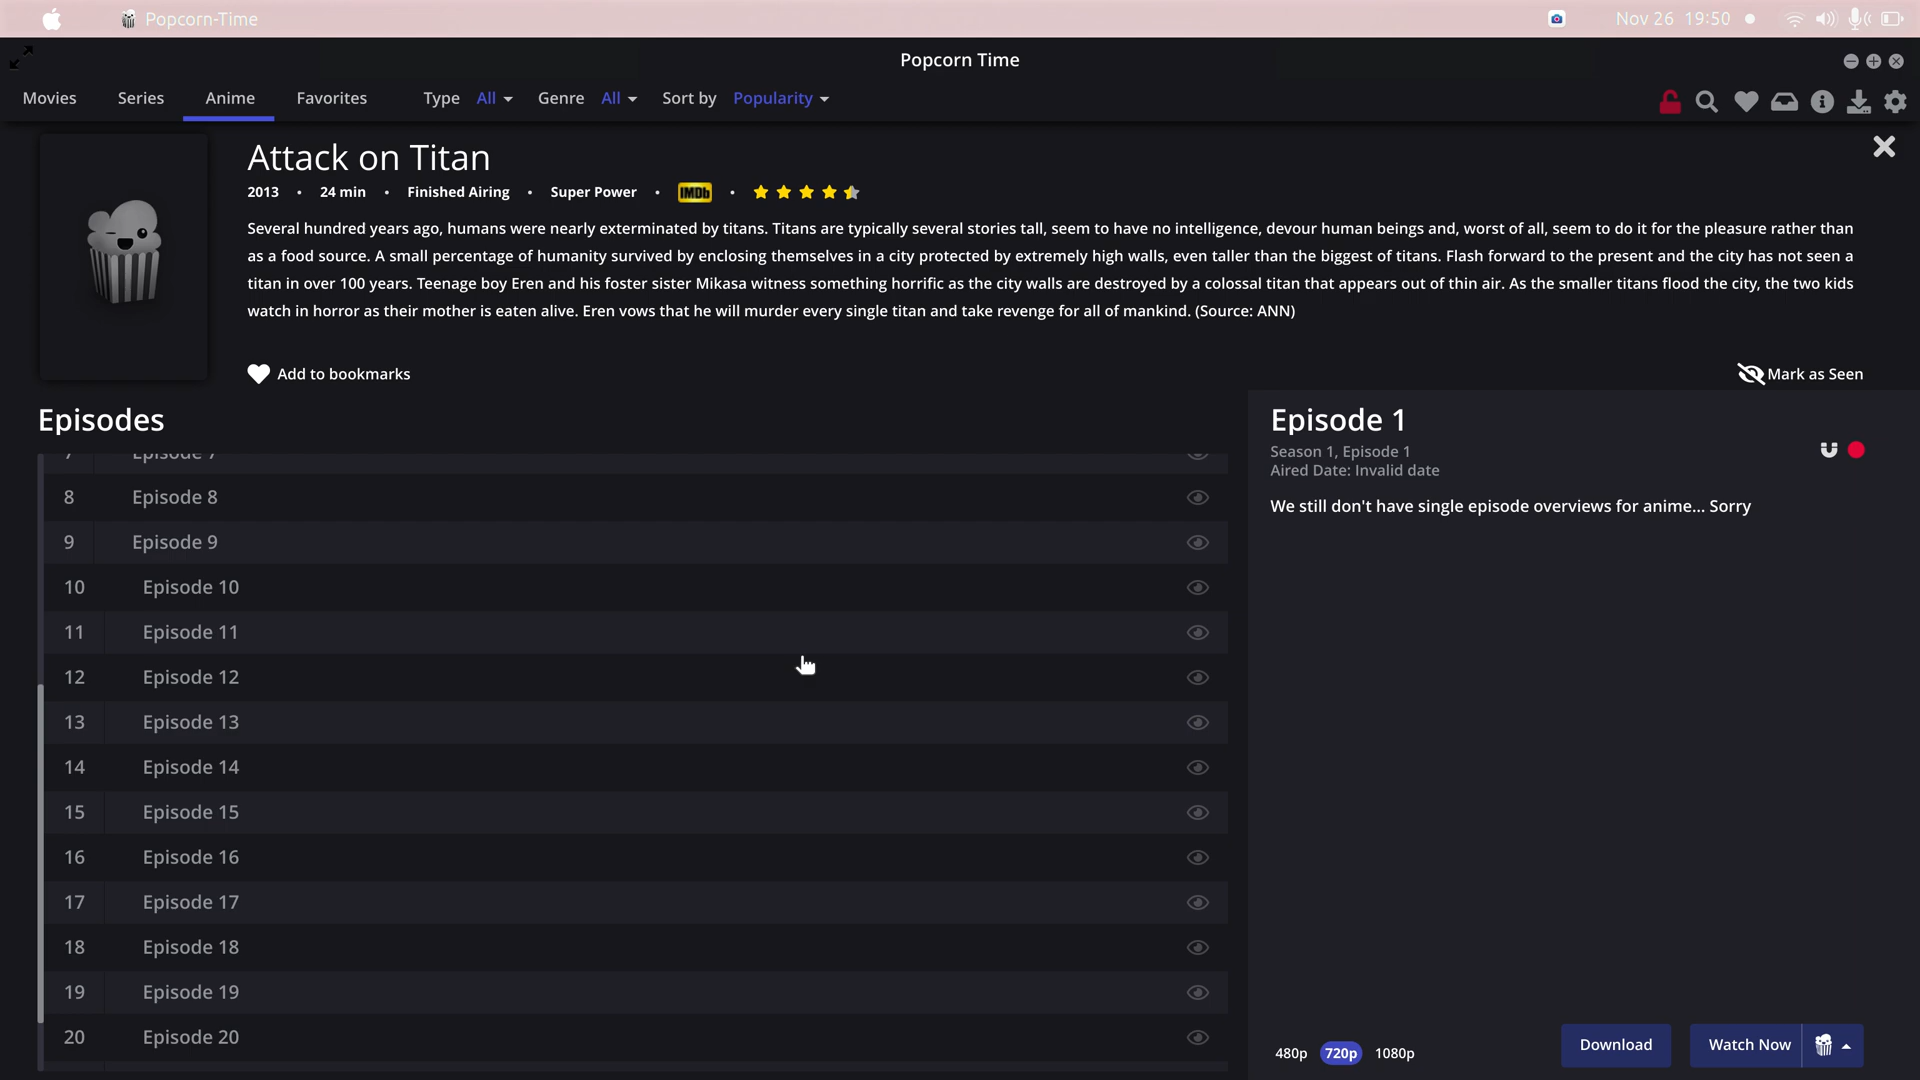 Popcorn-Time
Nov 26 19:50
Popcorn Time
Movies Series Anime Favorites Type All Genre All Sort by Popularity
Attack on Titan
2013 • 24 min • Finished Airing • Super Power • IMDb •
Several hundred years ago, humans were nearly exterminated by titans. Titans are typically several stories tall, seem to have no intelligence, devour human beings and, worst of all, seem to do it for the pleasure rather than
as a food source. A small percentage of humanity survived by enclosing themselves in a city protected by extremely high walls, even taller than the biggest of titans. Flash forward to the present and the city has not seen a
titan in over 100 years. Teenage boy Eren and his foster sister Mikasa witness something horrific as the city walls are destroyed by a colossal titan that appears out of thin air. As the smaller titans flood the city, the two kids
watch in horror as their mother is eaten alive. Eren vows that he will murder every single titan and take revenge for all of mankind. (Source: ANN)
Add to bookmarks
Mark as Seen
Episodes
7 Episode 7
8 Episode 8
9 Episode 9
10 Episode 10
11 Episode 11
12 Episode 12
13 Episode 13
14 Episode 14
15 Episode 15
16 Episode 16
17 Episode 17
18 Episode 18
19 Episode 19
20 Episode 20
Episode 1
Season 1, Episode 1
Aired Date: Invalid date
We still don't have single episode overviews for anime... Sorry
480p 720p 1080p
Download
Watch Now